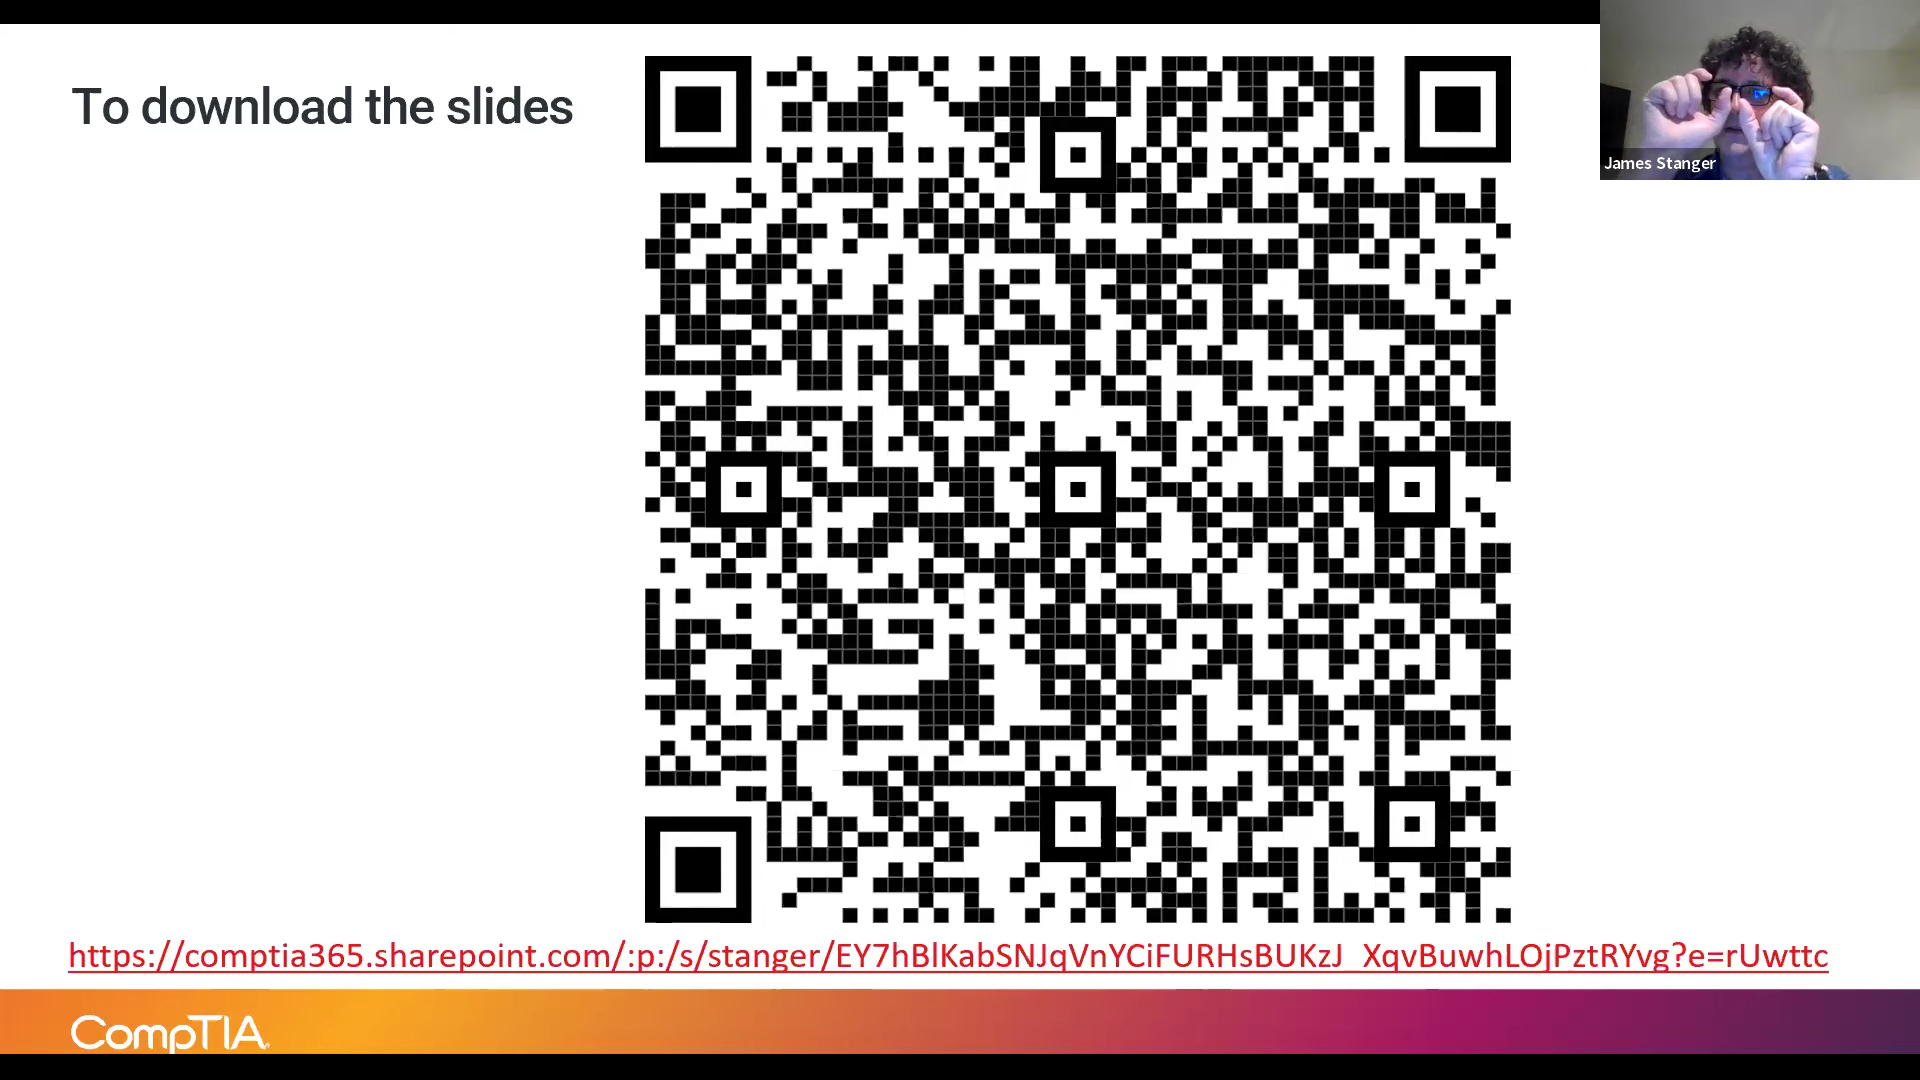 To download the slides
James Stanger
https://comptia365.sharepoint.com/:p:/s/stanger/EY7hBlKabSNJqVnYCiFURHsBUKzJ_XqvBuwhLOjPztRYvg?e=rUwttc
CompTIA.